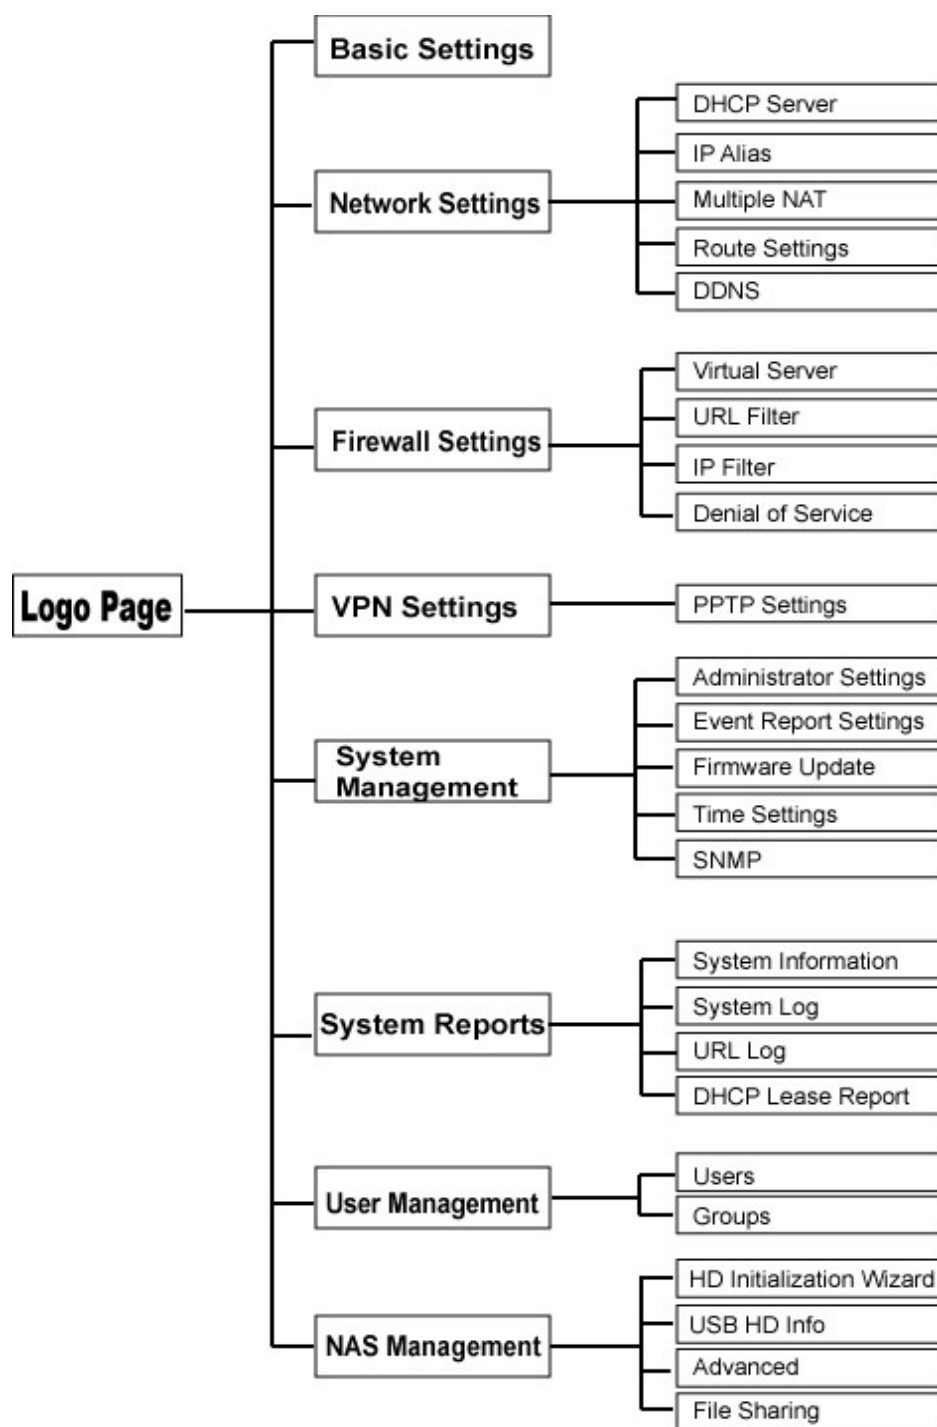 Basic Settings
DHCP Server
IP Alias
Network Settings
Multiple NAT
Route Settings
DDNS
Virtual Server
URL Filter
Firewall Settings
IP Filter
Denial of Service
Logo Page
VPN Settings
PPTP Settings
Administrator Settings
Event Report Settings
System
Management
Firmware Update
Time Settings
SNMP
System Information
System Log
System Reports
URL Log
DHCP Lease Report
Users
User Management
Groups
HD Initialization Wizard
USB HD Info
NAS Management
Advanced
File Sharing